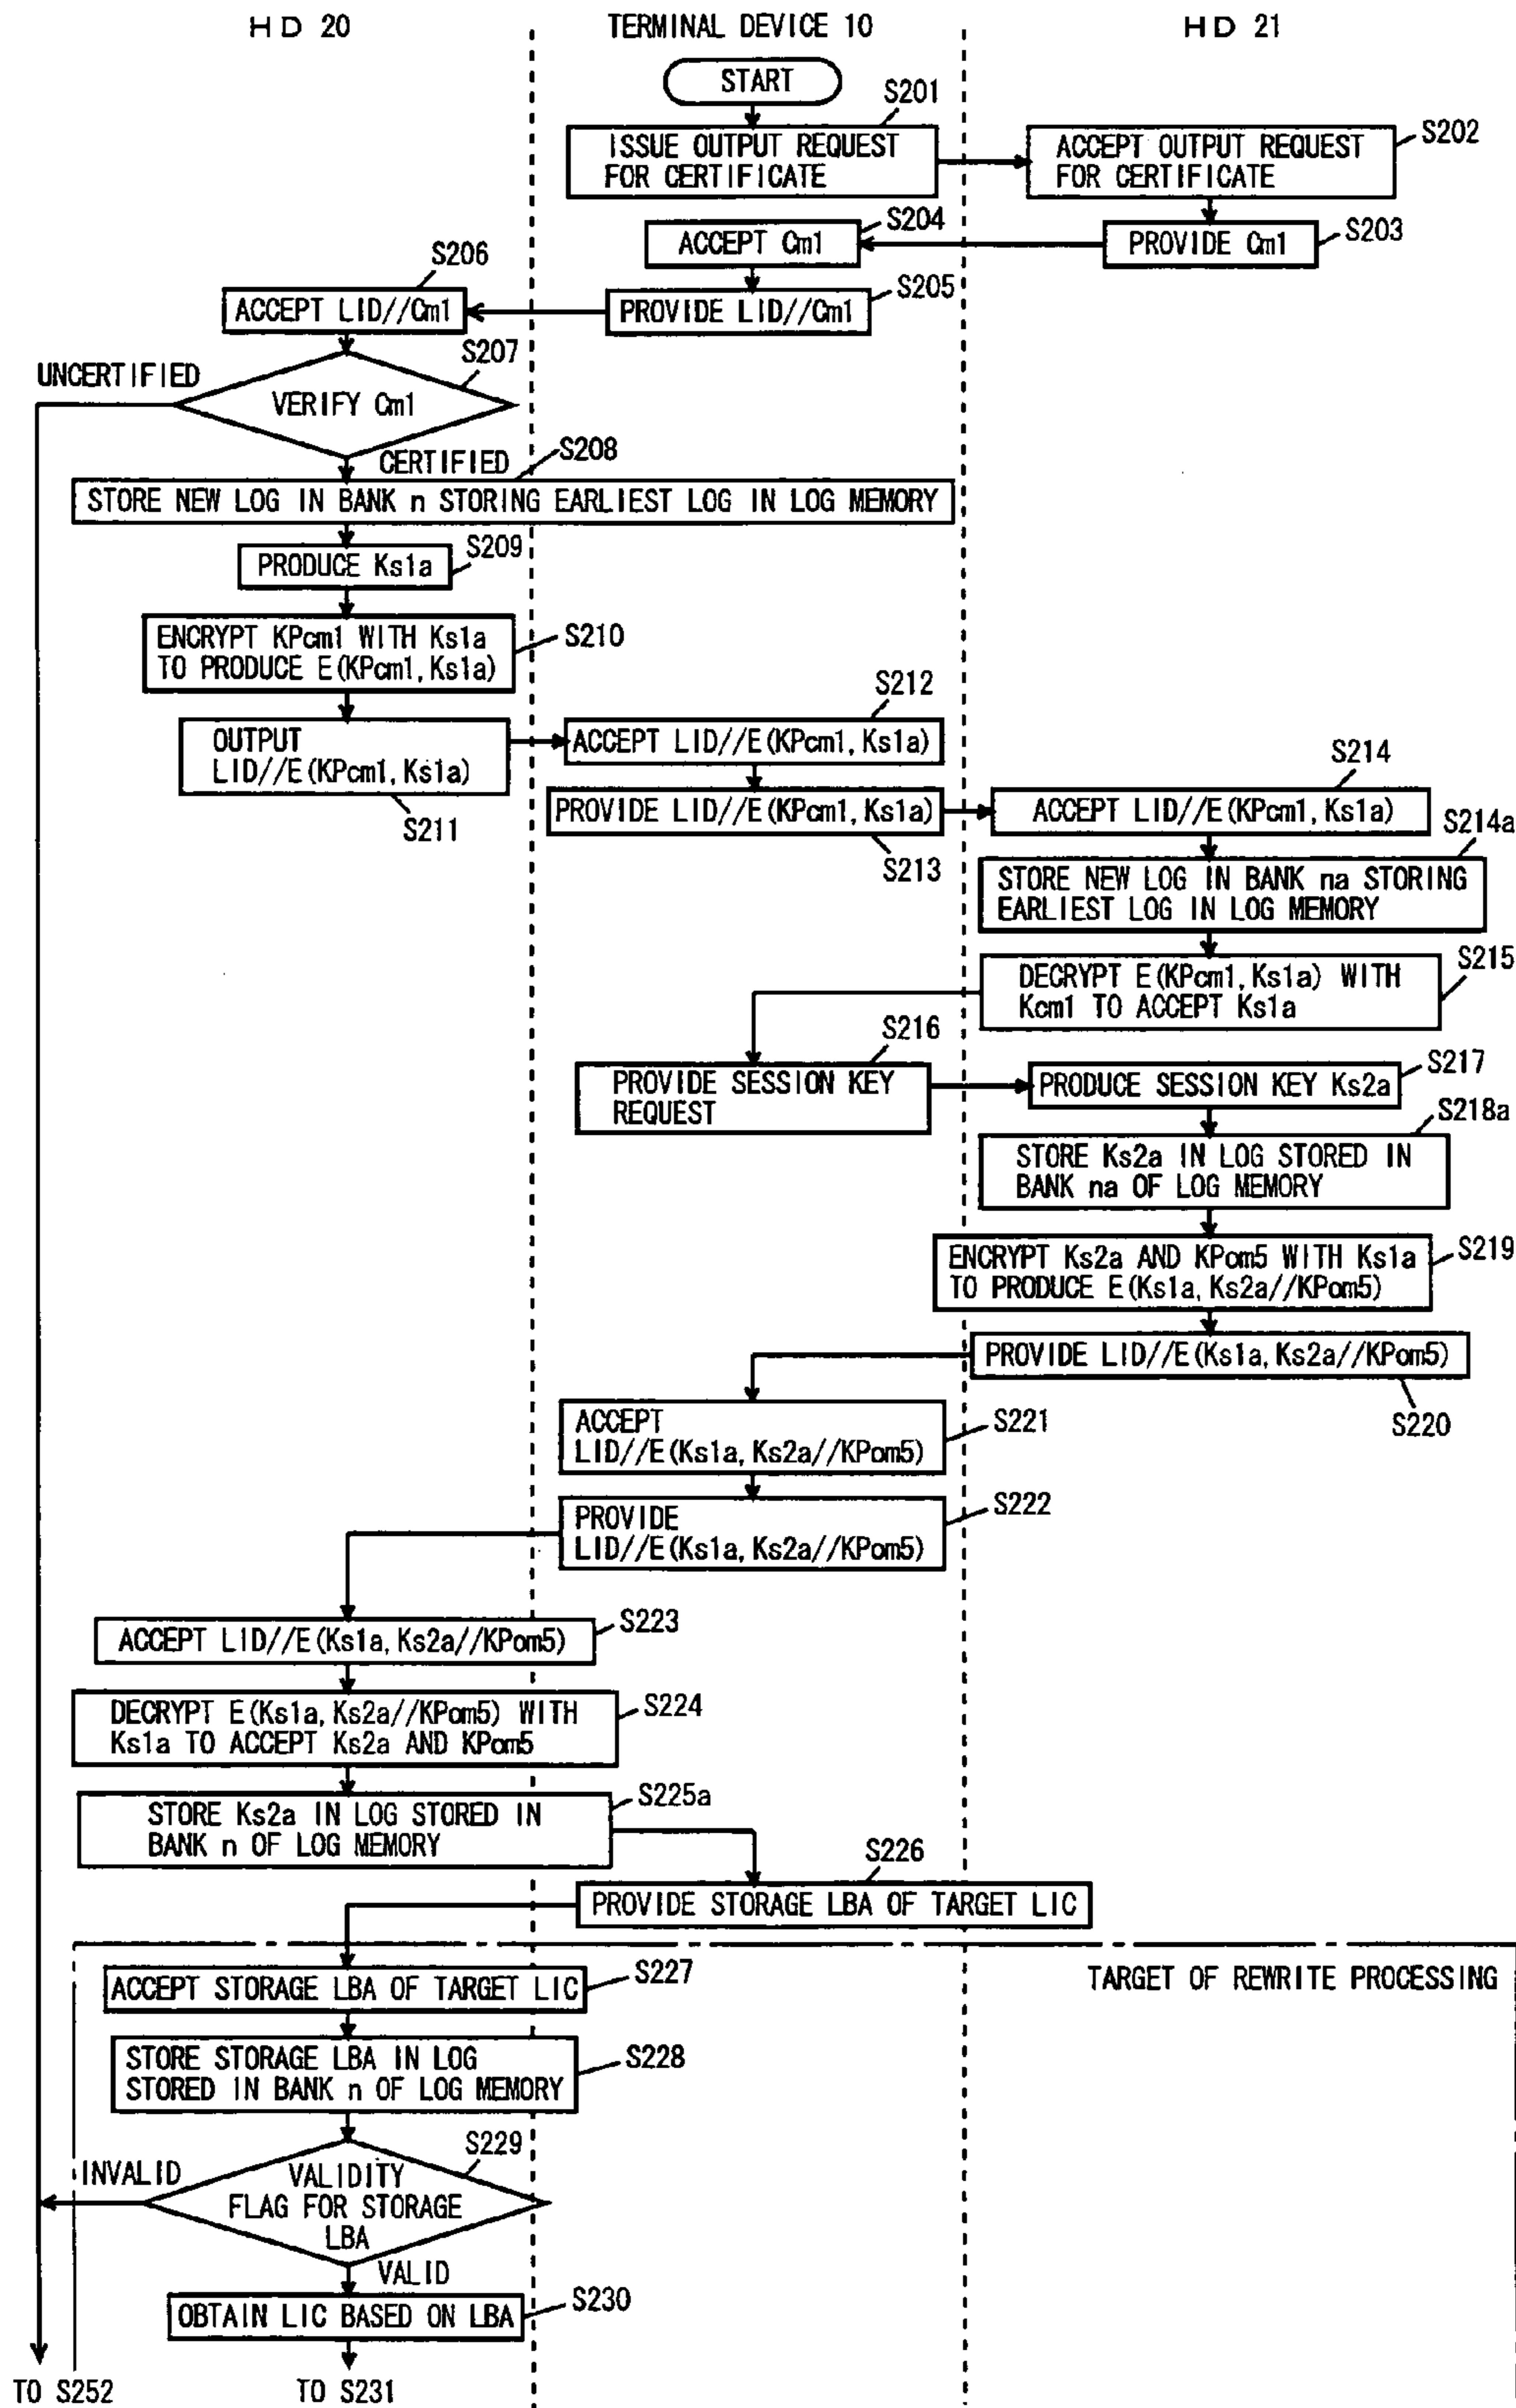 HD 20
TERMINAL DEVICE 10
HD 21
START
S201
ISSUE OUTPUT REQUEST
FOR CERTIFICATE
S202
ACCEPT OUTPUT REQUEST
FOR CERTIFICATE
S204
ACCEPT Cm1
PROVIDE Cm1
S203
S206
ACCEPT LID//Cm1
PROVIDE LID//Cm1
S205
S207
UNCERTIFIED
VERIFY Cm1
CERTIFIED
S208
STORE NEW LOG IN BANK n STORING EARLIEST LOG IN LOG MEMORY
PRODUCE Ks1a
S209
ENCRYPT KPcm1 WITH Ks1a
TO PRODUCE E(KPcm1, Ks1a)
S210
OUTPUT
LID//E(KPcm1, Ks1a)
S211
S212
ACCEPT LID//E(KPcm1, Ks1a)
PROVIDE LID//E(KPcm1, Ks1a)
S213
S214
ACCEPT LID//E(KPcm1, Ks1a)
S214a
STORE NEW LOG IN BANK na STORING
EARLIEST LOG IN LOG MEMORY
S215
DECRYPT E(KPcm1, Ks1a) WITH
Kcm1 TO ACCEPT Ks1a
S216
PROVIDE SESSION KEY
REQUEST
PRODUCE SESSION KEY Ks2a
S217
S218a
STORE Ks2a IN LOG STORED IN
BANK na OF LOG MEMORY
ENCRYPT Ks2a AND KPom5 WITH Ks1a
TO PRODUCE E(Ks1a, Ks2a//KPom5)
S219
PROVIDE LID//E(Ks1a, Ks2a//KPom5)
S220
ACCEPT
LID//E(Ks1a, Ks2a//KPom5)
S221
PROVIDE
LID//E(Ks1a, Ks2a//KPom5)
S222
ACCEPT LID//E(Ks1a, Ks2a//KPom5)
S223
DECRYPT E(Ks1a, Ks2a//KPom5) WITH
Ks1a TO ACCEPT Ks2a AND KPom5
S224
STORE Ks2a IN LOG STORED IN
BANK n OF LOG MEMORY
S225a
S226
PROVIDE STORAGE LBA OF TARGET LIC
TARGET OF REWRITE PROCESSING
ACCEPT STORAGE LBA OF TARGET LIC
S227
STORE STORAGE LBA IN LOG
STORED IN BANK n OF LOG MEMORY
S228
S229
INVALID
VALIDITY
FLAG FOR STORAGE
LBA
VALID
OBTAIN LIC BASED ON LBA
S230
TO S252
TO S231